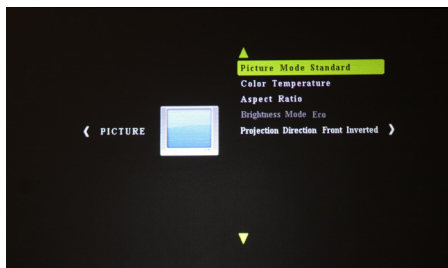 Picture Mode Standard
Color Temperature
Aspect Ratio
Brightness Mode Eco
PICTURE
Projection Direction Front Inverted